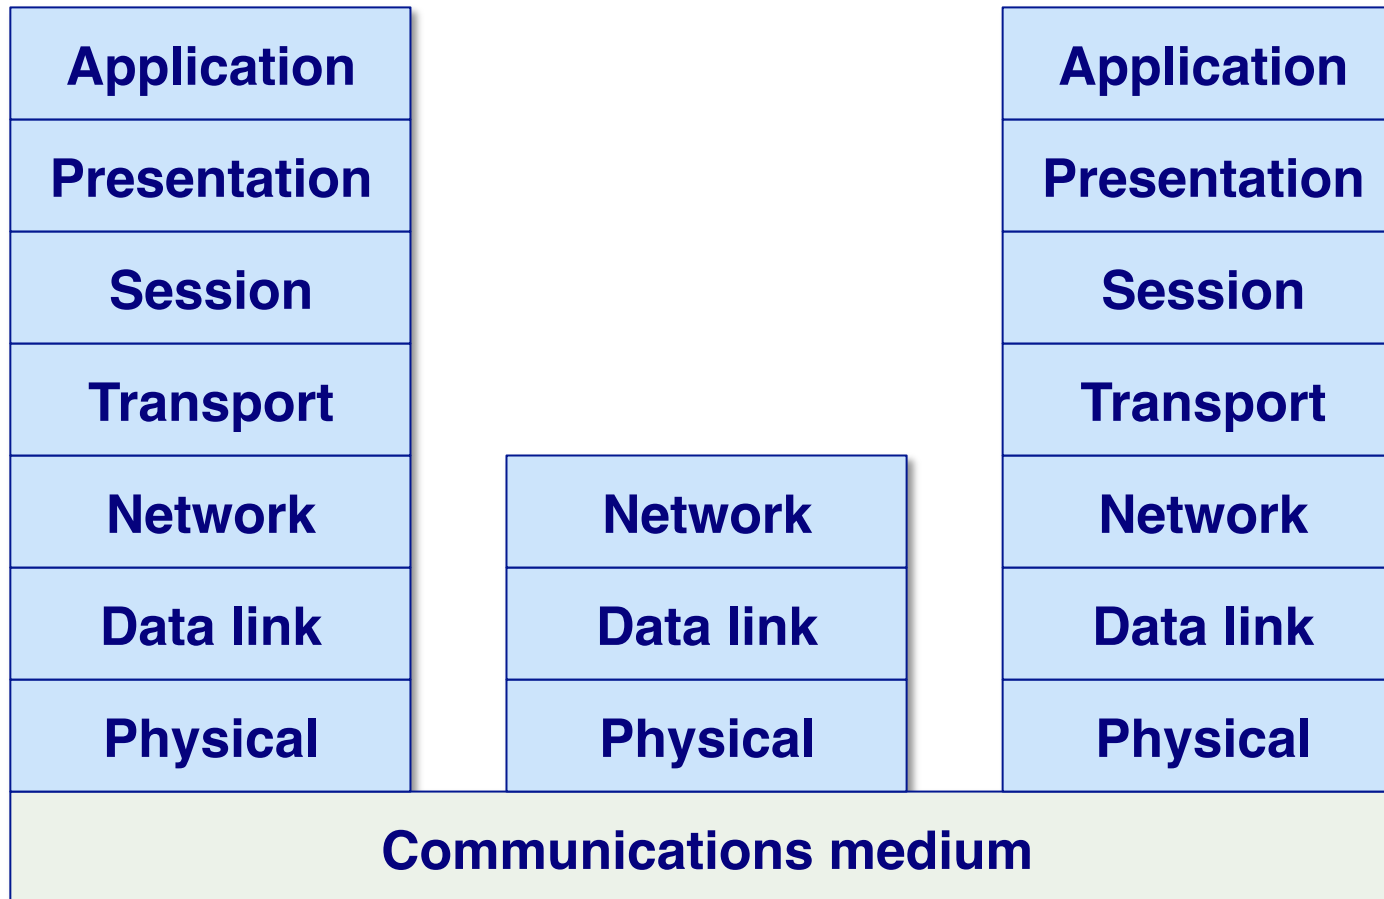 Application
Presentation
Session
Transport
Network
Data link
Physical
Network
Data link
Physical
Application
Presentation
Session
Transport
Network
Data link
Physical
Communications medium